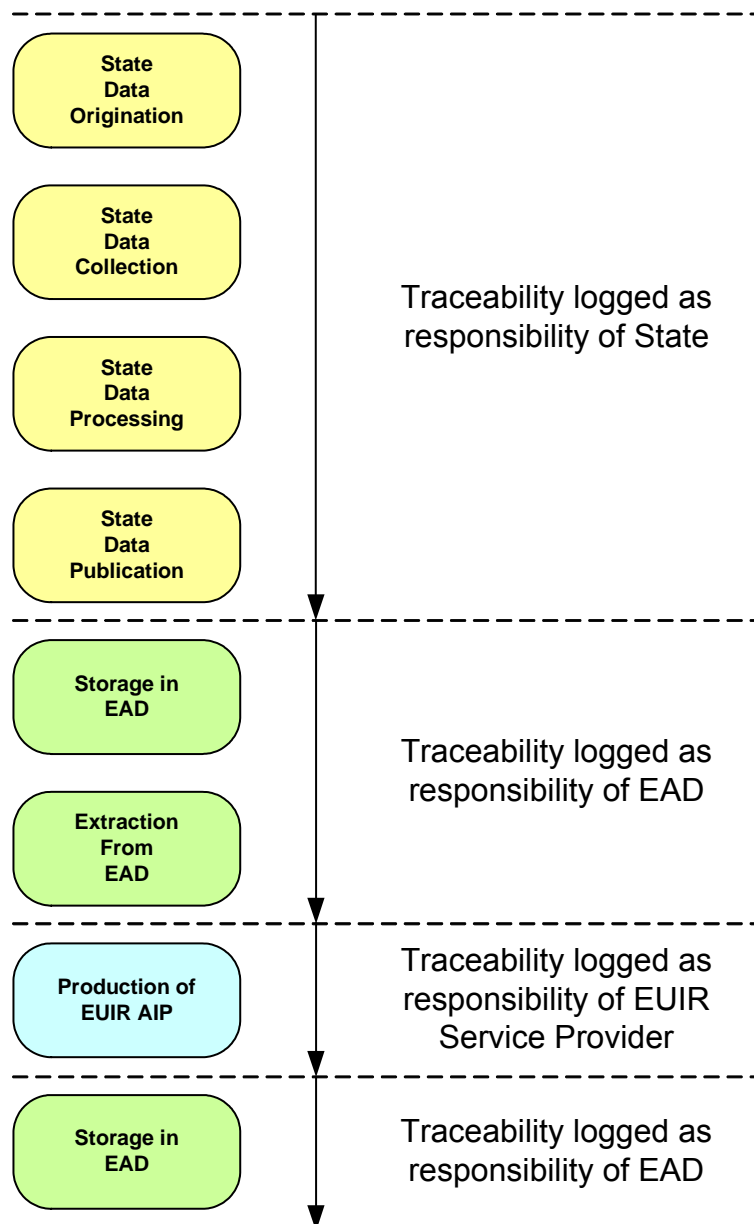 State
Data
Origination
State
Data
Collection
Traceability logged as
responsibility of State
State
Data
Processing
State
Data
Publication
Storage in
EAD
Traceability logged as
responsibility of EAD
Extraction
From
EAD
Production of
EUIR AIP
Traceability logged as
responsibility of EUIR
Service Provider
Storage in
EAD
Traceability logged as
responsibility of EAD